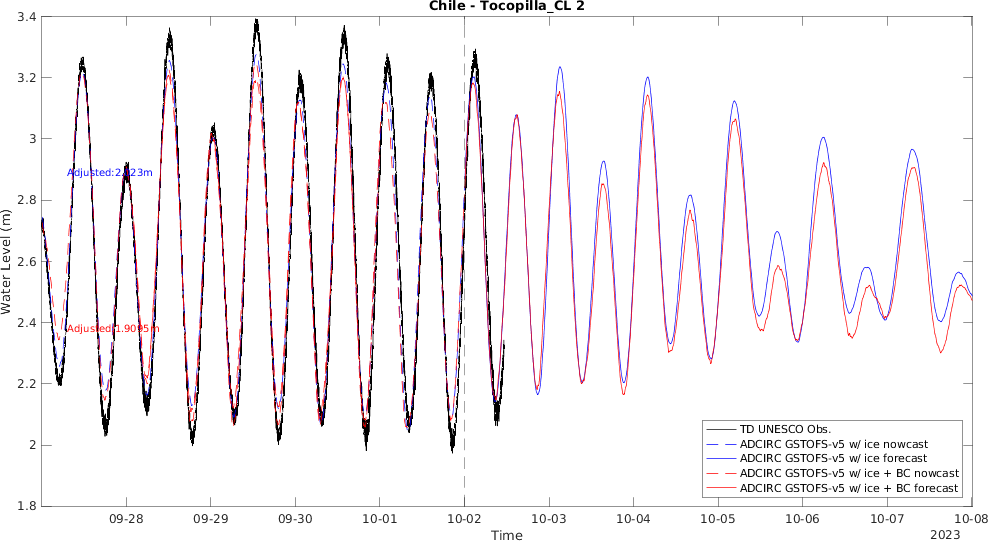 Chile - Tocopilla_CL 2
3.4
3.2
3
2.8
2.6
2.4
2.2
2
1.8
Water Level (m)
Adjusted:1.9095m
TD UNESCO Obs.
ADCIRC GSTOFS-v5 w/ ice nowcast
ADCIRC GSTOFS-v5 w/ ice forecast
ADCIRC GSTOFS-v5 w/ ice + BC nowcast
ADCIRC GSTOFS-v5 w/ ice + BC forecast
09-28 09-29 09-30 10-01 10-02 10-03 10-04 10-05 10-06 10-07 10-08
Time
2023